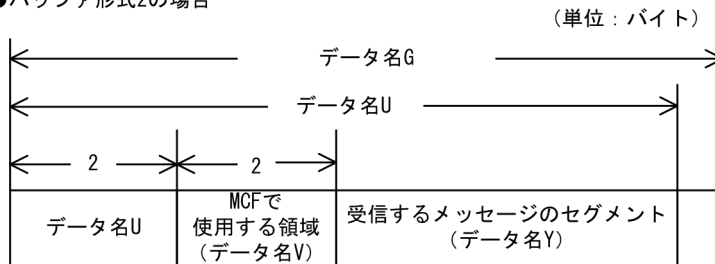 ●バッファ形式2の場合
(単位：バイト)
データ名G
データ名U
2
2
データ名U
MCFで
使用する領域
(データ名V)
受信するメッセージのセグメント
(データ名Y)